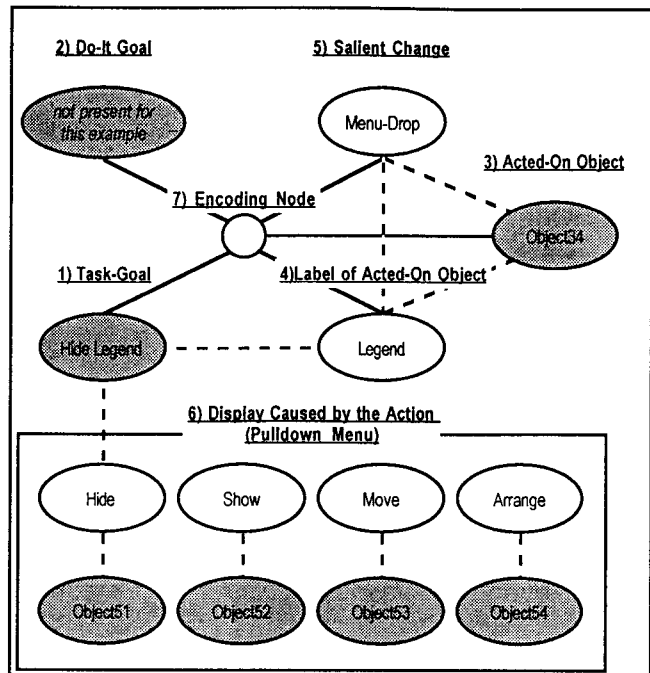 2) Do-It Goal
5) Salient Change
not present for
this example
Menu-Drop
3) Acted-On Object
7) Encoding Node
Object34
1) Task-Goal
4)Label of Acted-On Object
Hide Legend
Legend
6) Display Caused by the Action
(Pulldown Menu)
Hide
Show
Move
Arrange
Object51
Object52
Object53
Object54